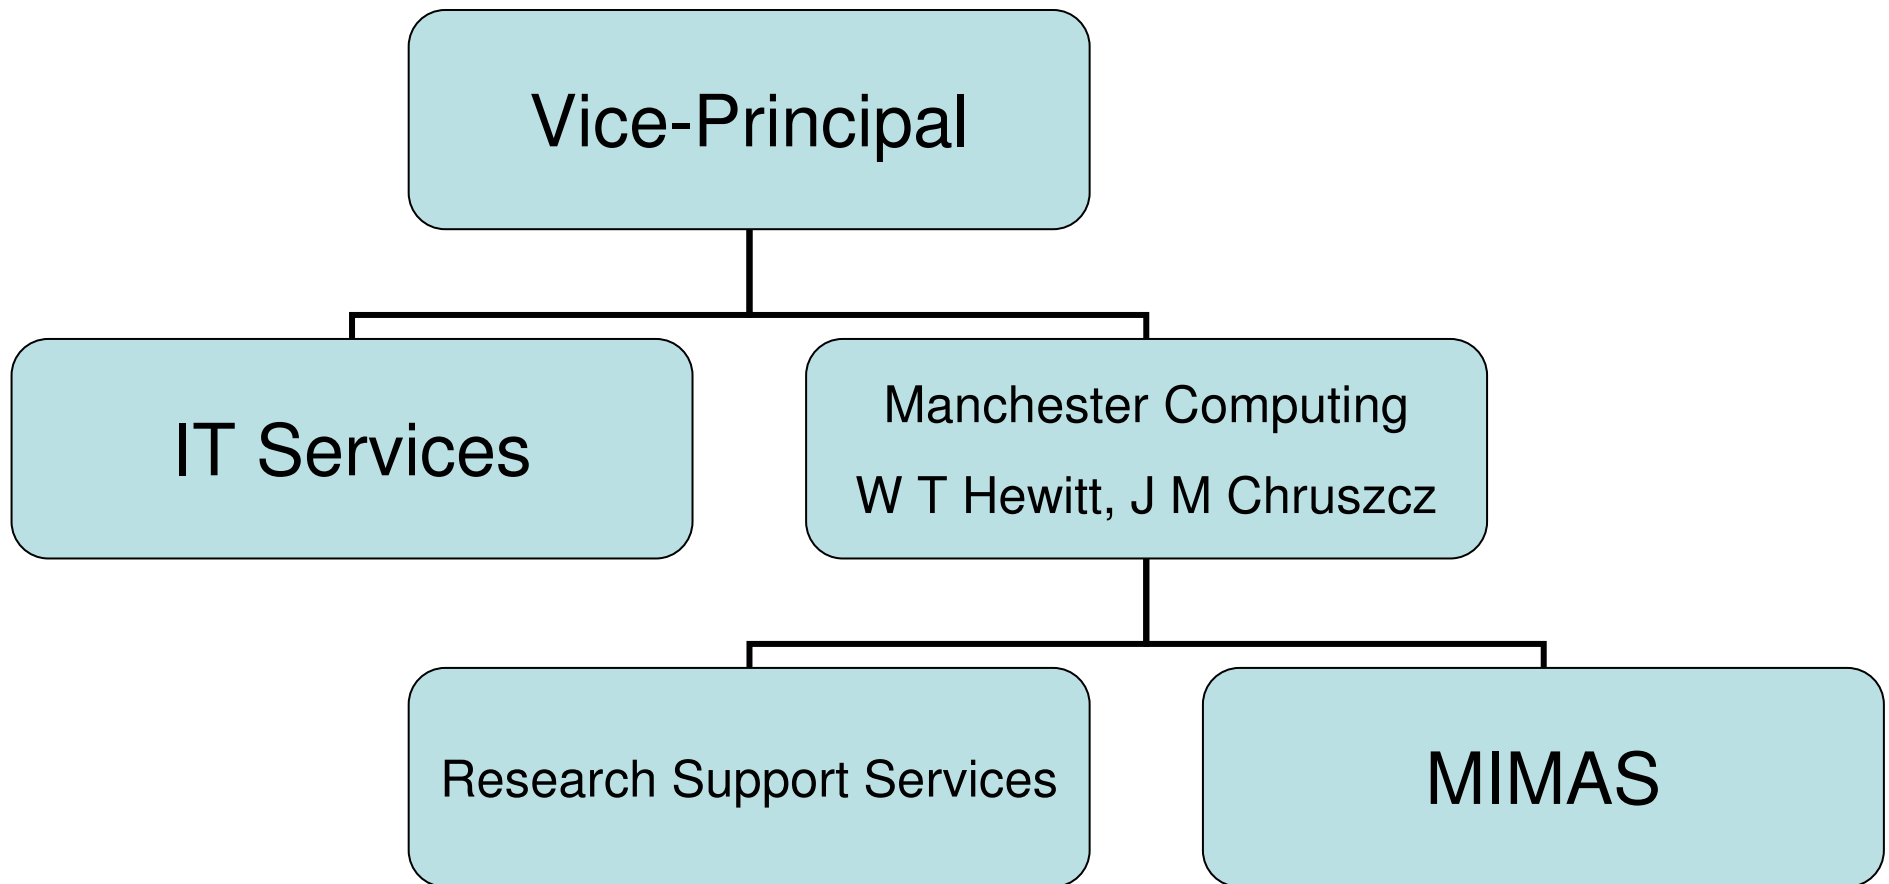 Vice-Principal
IT Services
Manchester Computing
W T Hewitt, J M Chruszcz
Research Support Services
MIMAS